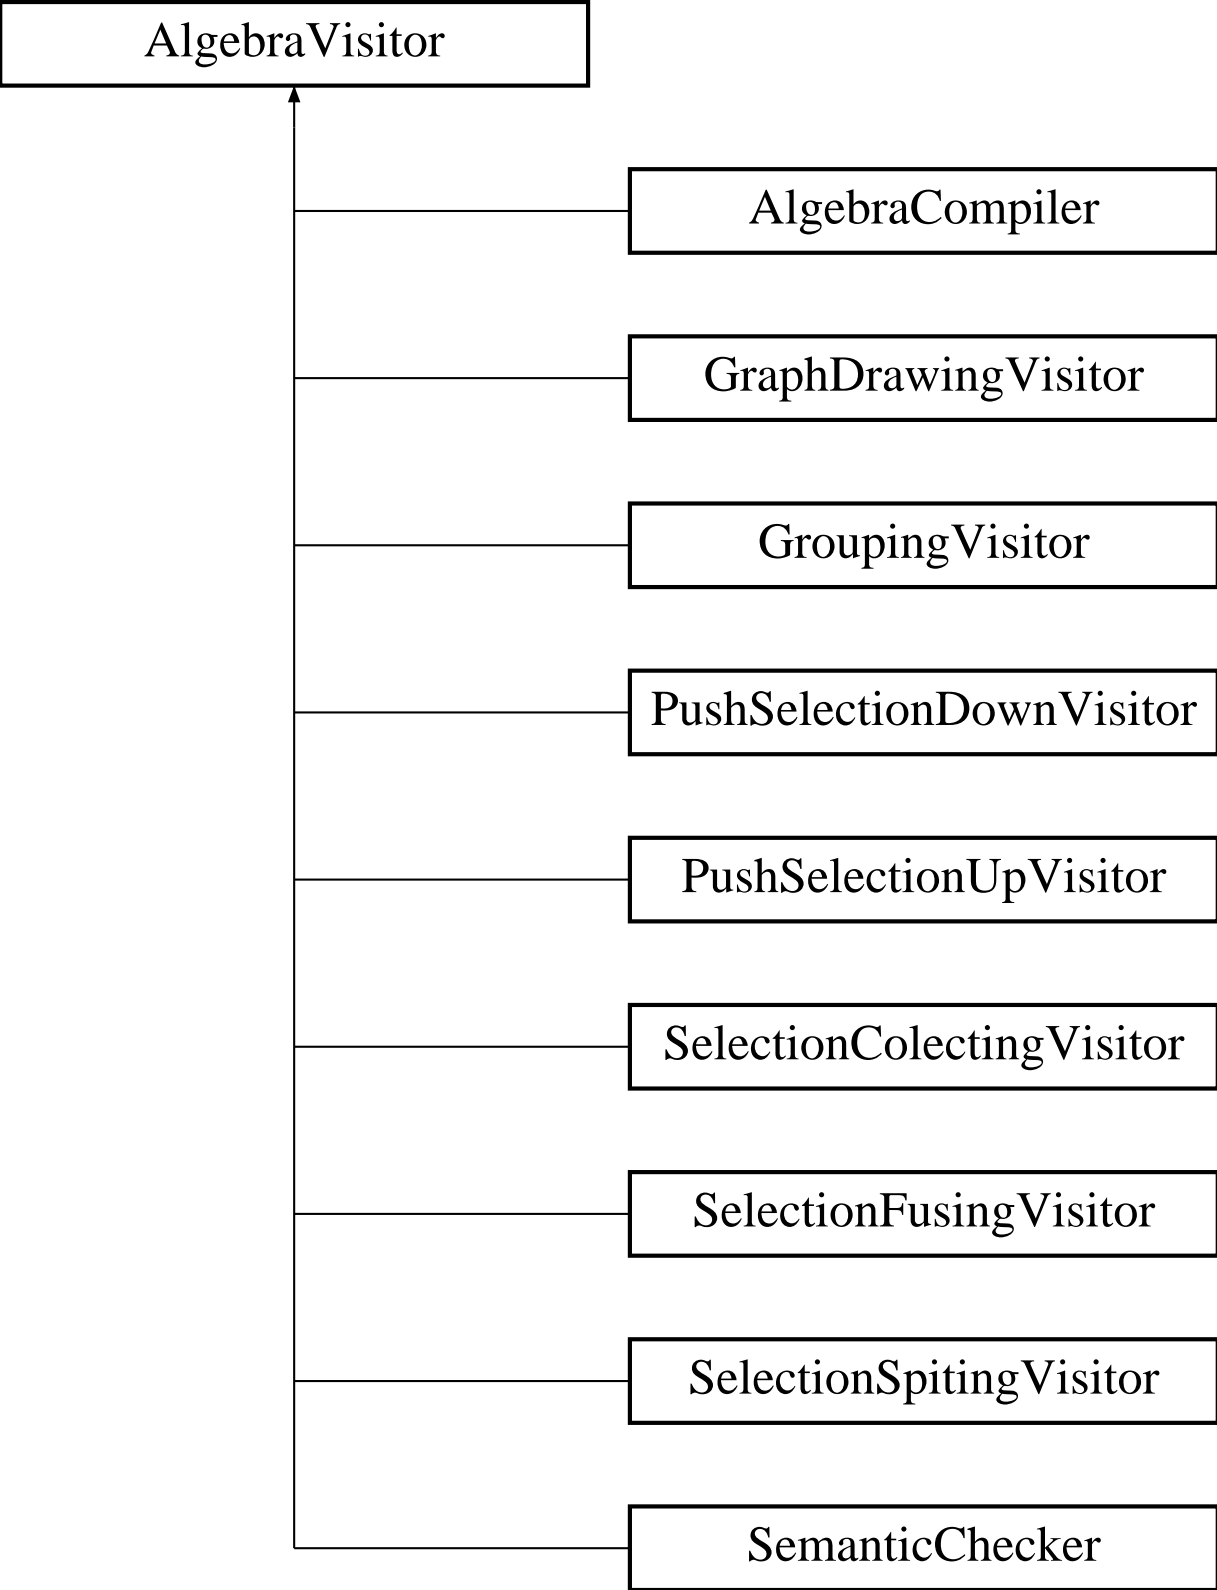 AlgebraVisitor
AlgebraCompiler
GraphDrawingVisitor
GroupingVisitor
PushSelectionDownVisitor
PushSelectionUpVisitor
SelectionColectingVisitor
SelectionFusingVisitor
SelectionSpitingVisitor
SemanticChecker